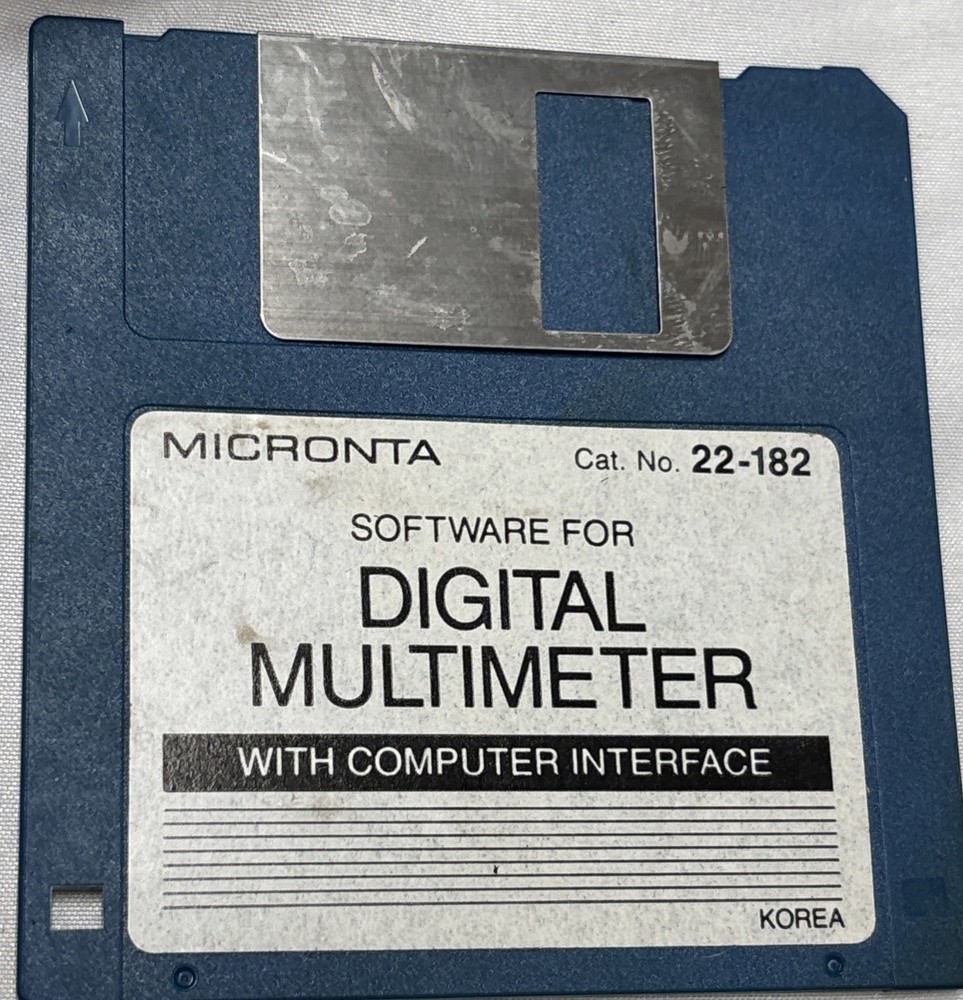 MICRONTA Cat. No. 22-182
SOFTWARE FOR
DIGITAL
MULTIMETER
WITH COMPUTER INTERFACE
KOREA